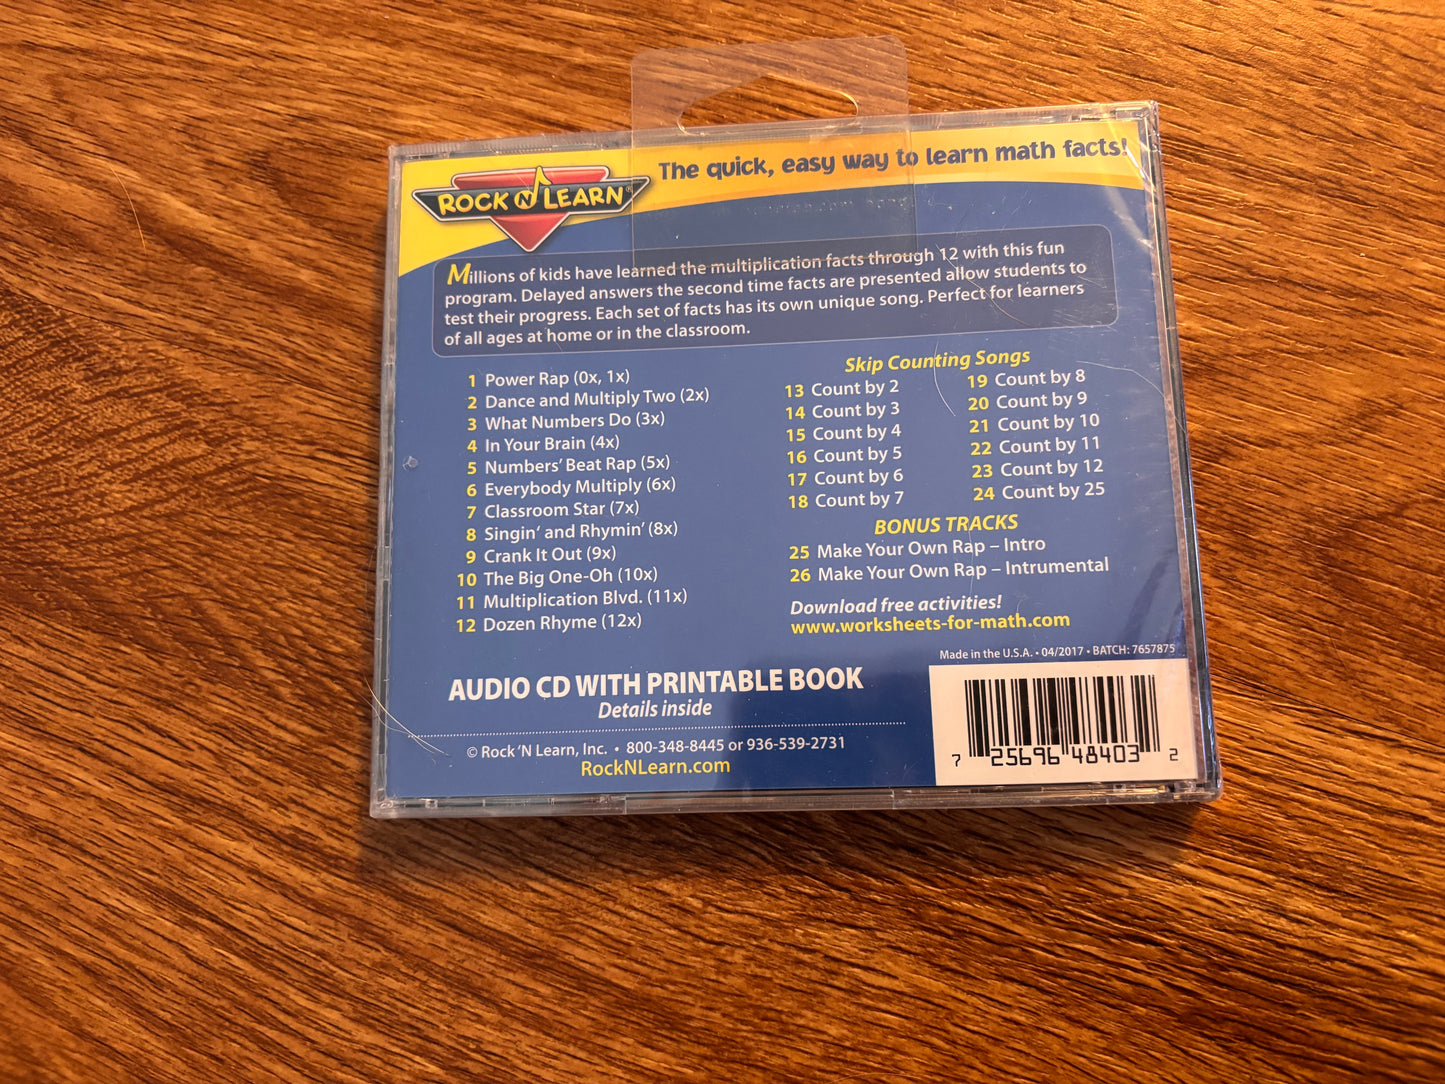 ROCK N LEARN®
The quick, easy way to learn math facts!
Millions of kids have learned the multiplication facts through 12 with this fun
program. Delayed answers the second time facts are presented allow students to
test their progress. Each set of facts has its own unique song. Perfect for learners
of all ages at home or in the classroom.
1 Power Rap (0x, 1x)
2 Dance and Multiply Two (2x)
3 What Numbers Do (3x)
4 In Your Brain (4x)
5 Numbers’ Beat Rap (5x)
6 Everybody Multiply (6x)
7 Classroom Star (7x)
8 Singin‘ and Rhymin’ (8x)
9 Crank It Out (9x)
10 The Big One-Oh (10x)
11 Multiplication Blvd. (11x)
12 Dozen Rhyme (12x)
Skip Counting Songs
13 Count by 2
14 Count by 3
15 Count by 4
16 Count by 5
17 Count by 6
18 Count by 7
19 Count by 8
20 Count by 9
21 Count by 10
22 Count by 11
23 Count by 12
24 Count by 25
BONUS TRACKS
25 Make Your Own Rap – Intro
26 Make Your Own Rap – Intrumental
Download free activities!
www.worksheets-for-math.com
AUDIO CD WITH PRINTABLE BOOK
Details inside
© Rock ’N Learn, Inc. • 800-348-8445 or 936-539-2731
RockNLearn.com
Made in the U.S.A. • 04/2017 • BATCH: 7657875
7 25696 48403 2